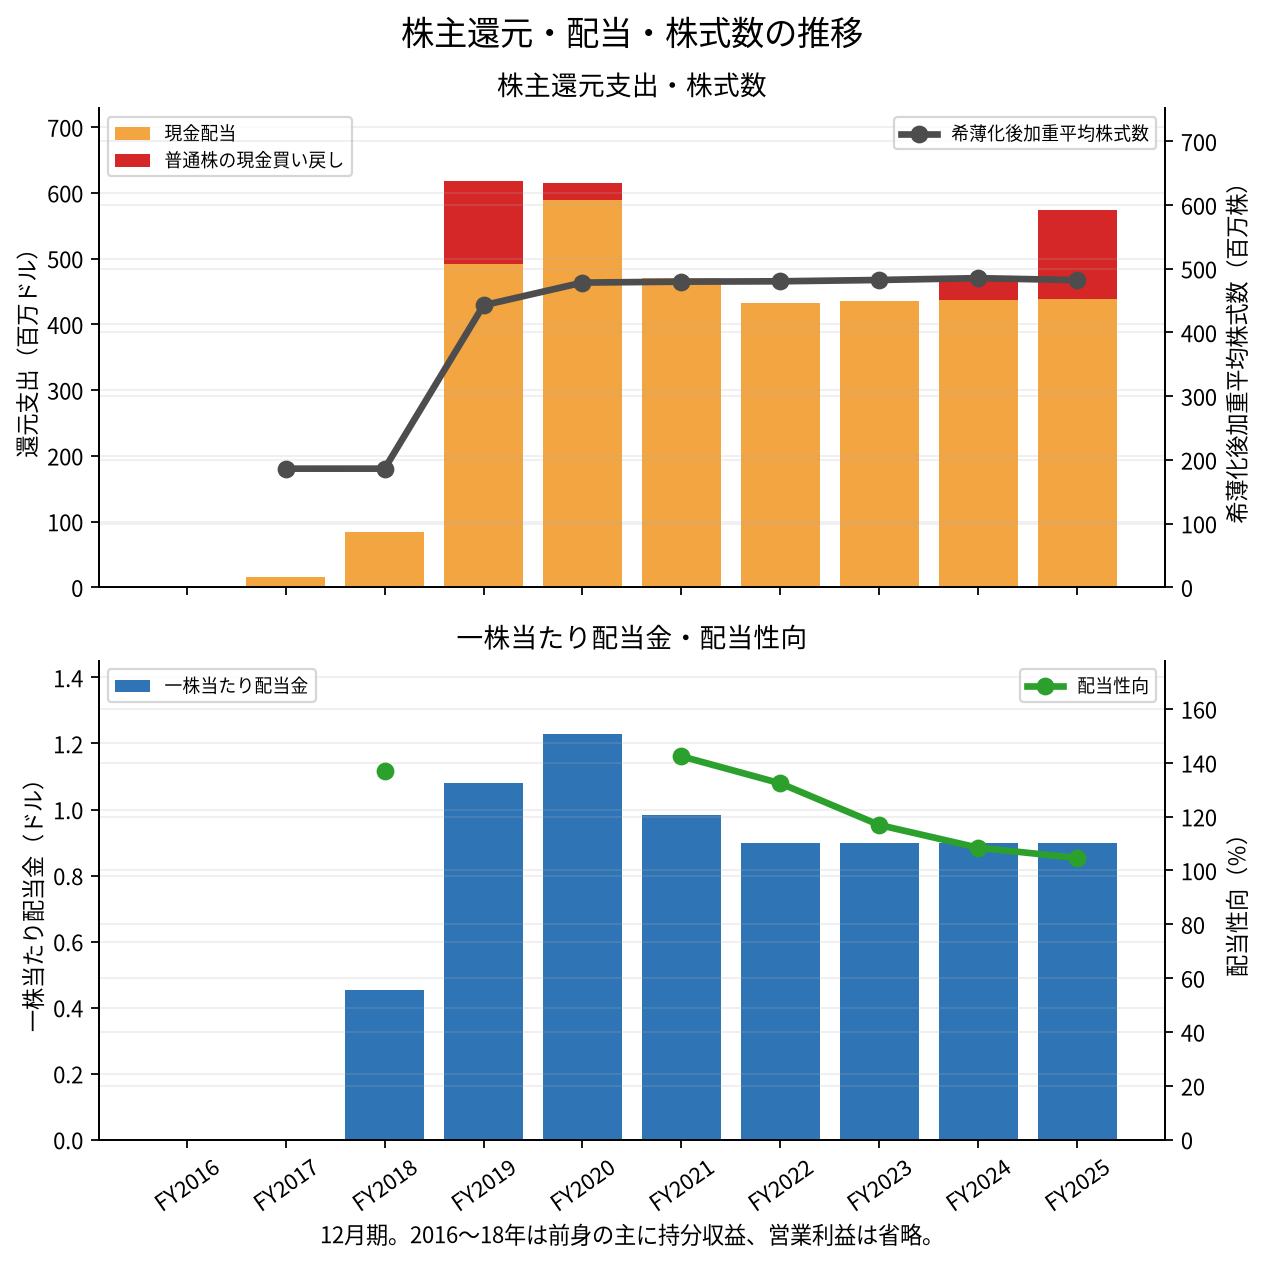 株主還元・配当・株式数の推移
株主還元支出・株式数
現金配当
普通株の現金買い戻し
希薄化後加重平均株式数
還元支出（百万ドル）
700
600
500
400
300
200
100
0
700
600
500
400
300
200
100
0
希薄化後加重平均株式数（百万株）
一株当たり配当金・配当性向
一株当たり配当金
配当性向
一株当たり配当金（ドル）
1.4
1.2
1.0
0.8
0.6
0.4
0.2
0.0
160
140
120
100
80
60
40
20
0
配当性向（%）
FY2016
FY2017
FY2018
FY2019
FY2020
FY2021
FY2022
FY2023
FY2024
FY2025
12月期。2016～18年は前身の主に持分収益、営業利益は省略。